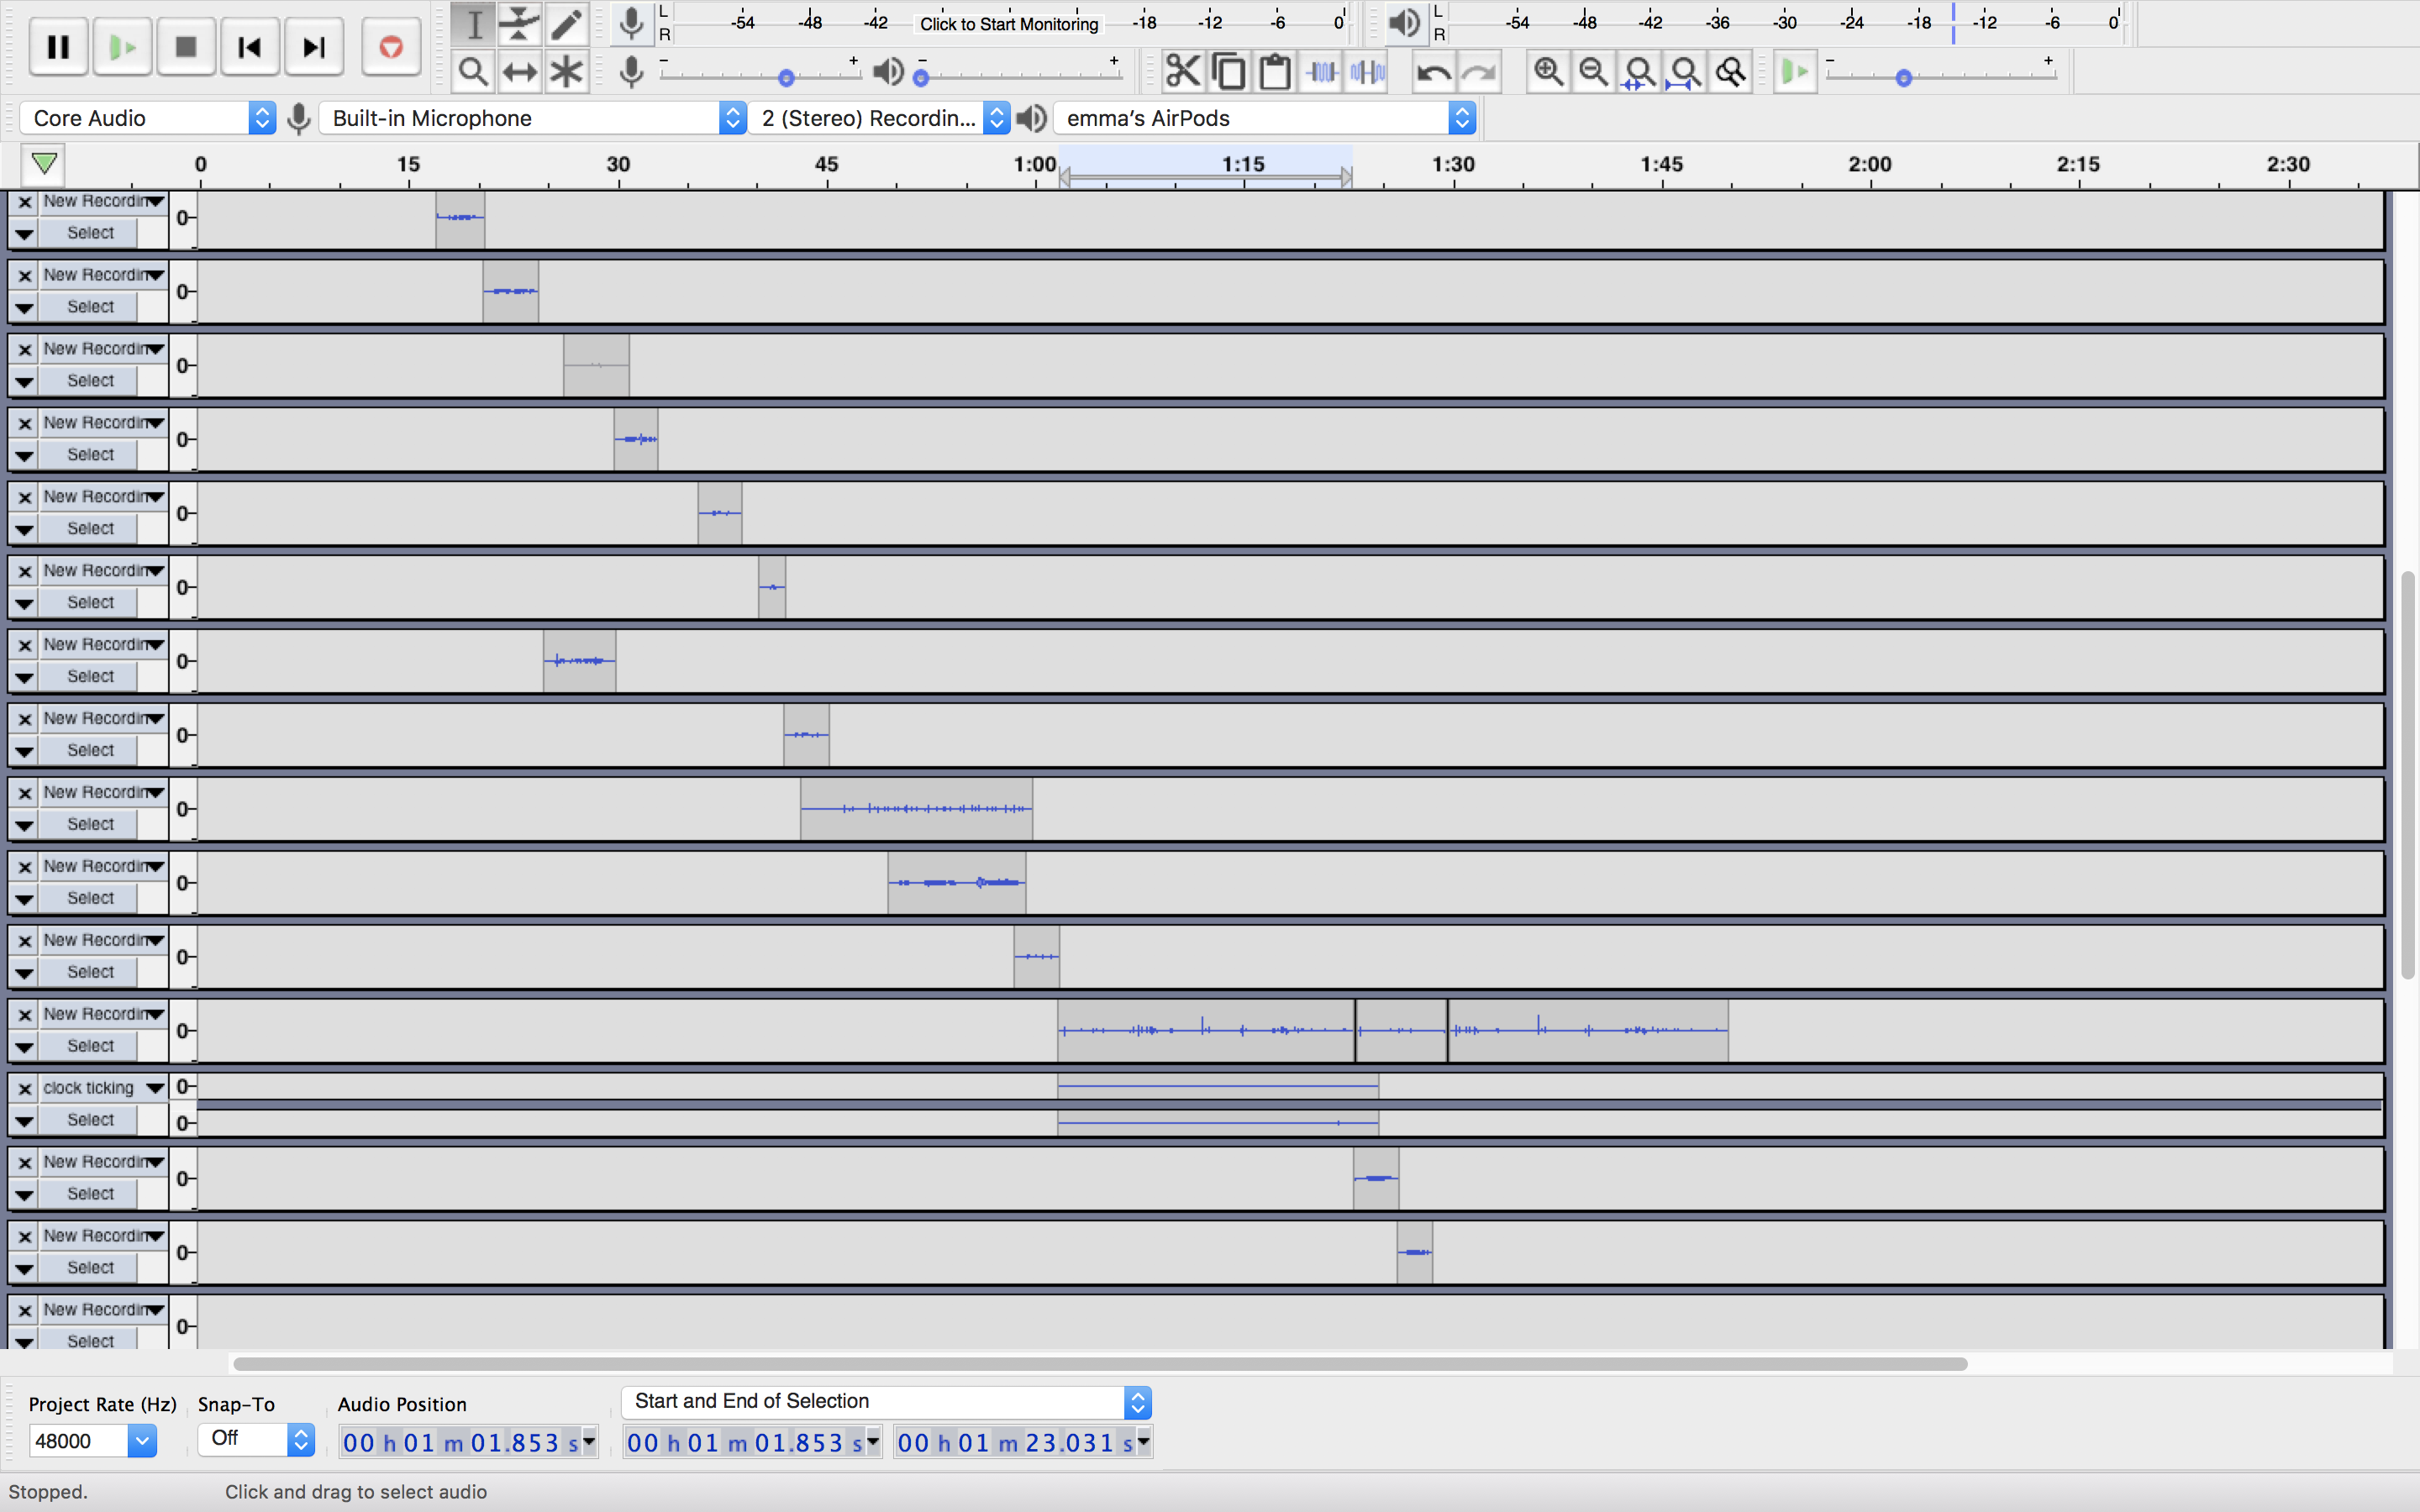 L R -54 -48 -42 Click to Start Monitoring -18 -12 -6 0 L R -54 -48 -42 -36 -30 -24 -18 -12 -6 0
- + - + - +
Core Audio Built-in Microphone 2 (Stereo) Recordin... emma's AirPods
0 15 30 45 1:00 1:15 1:30 1:45 2:00 2:15 2:30
× New Recordin 0-
Select
× New Recordin 0-
Select
× New Recordin 0-
Select
× New Recordin 0-
Select
× New Recordin 0-
Select
× New Recordin 0-
Select
× New Recordin 0-
Select
× New Recordin 0-
Select
× New Recordin 0-
Select
× New Recordin 0-
Select
× New Recordin 0-
Select
× New Recordin 0-
Select
× clock ticking 0-
Select 0-
× New Recordin 0-
Select
× New Recordin 0-
Select
× New Recordin 0-
Select
Project Rate (Hz) Snap-To Audio Position Start and End of Selection
48000 Off 00 h 01 m 01.853 s 00 h 01 m 01.853 s 00 h 01 m 23.031 s
Stopped. Click and drag to select audio